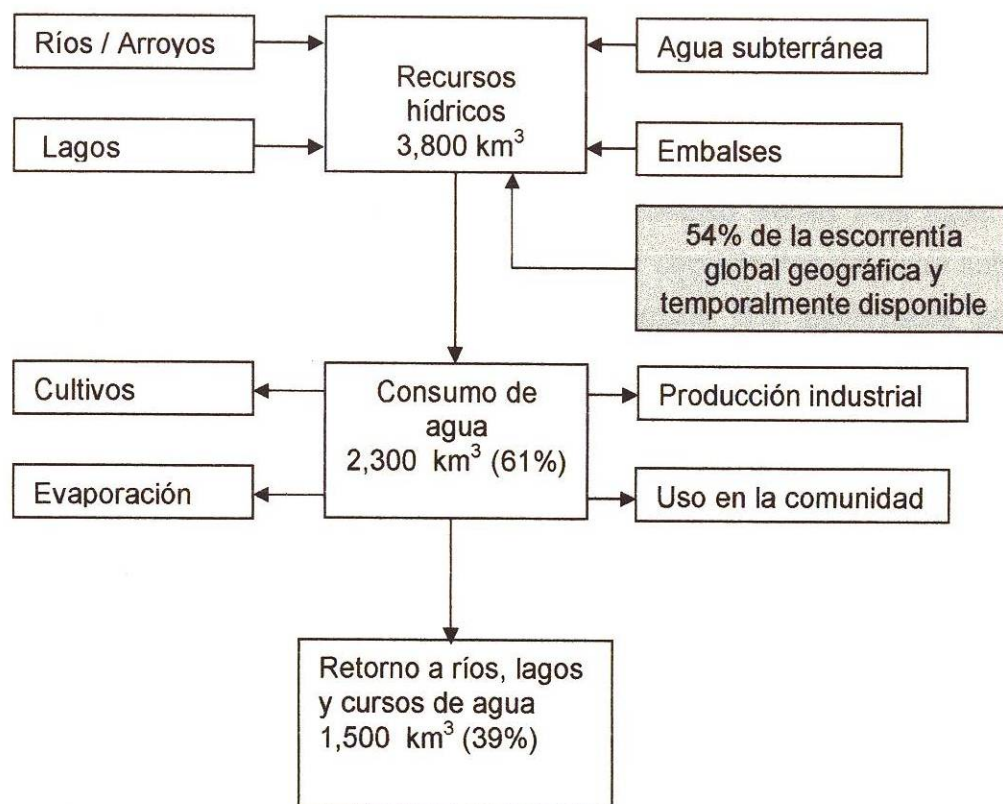 Ríos / Arroyos
Agua subterránea
Recursos
hídricos
3,800 km³
Lagos
Embalses
54% de la escorrentía
global geográfica y
temporalmente disponible
Cultivos
Consumo de
agua
2,300 km³ (61%)
Producción industrial
Evaporación
Uso en la comunidad
Retorno a ríos, lagos
y cursos de agua
1,500 km³ (39%)